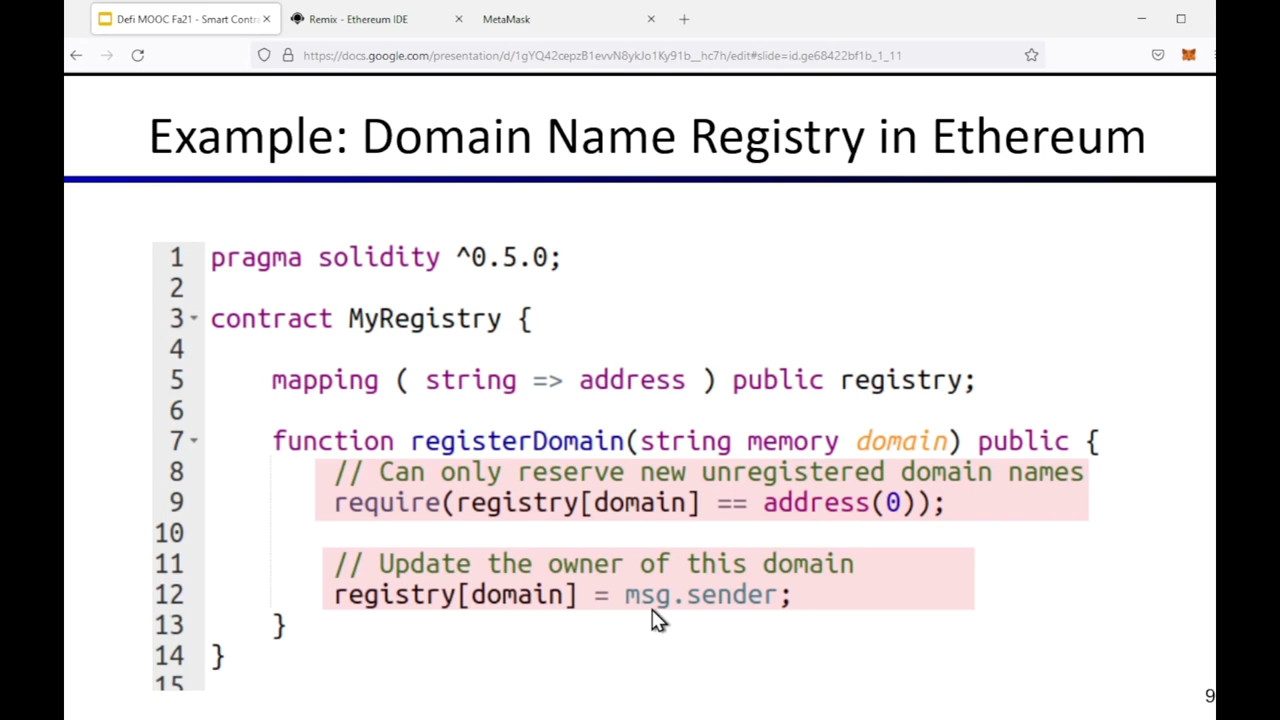 Defi MOOC Fa21 - Smart Contra
Remix - Ethereum IDE
MetaMask
https://docs.google.com/presentation/d/1gYQ42cepzB1evvN8ykJo1Ky91b__hc7h/edit#slide=id.ge68422bf1b_1_11
Example: Domain Name Registry in Ethereum
1 pragma solidity ^0.5.0;
2
3 contract MyRegistry {
4
5 mapping ( string => address ) public registry;
6
7 function registerDomain(string memory domain) public {
8 // Can only reserve new unregistered domain names
9 require(registry[domain] == address(0));
10
11 // Update the owner of this domain
12 registry[domain] = msg.sender;
13 }
14 }
15
9